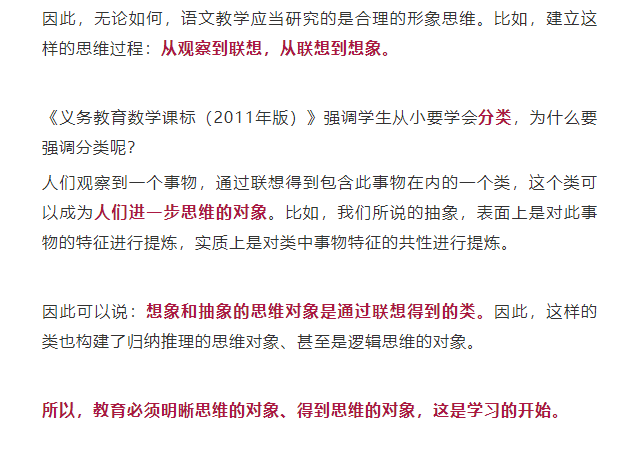 因此，无论如何，语文教学应当研究的是合理的形象思维。比如，建立这
样的思维过程：从观察到联想，从联想到想象。
《义务教育数学课标（2011年版）》强调学生从小要学会分类，为什么要
强调分类呢？
人们观察到一个事物，通过联想得到包含此事物在内的一个类，这个类可
以成为人们进一步思维的对象。比如，我们所说的抽象，表面上是对此事
物的特征进行提炼，实质上是对类中事物特征的共性进行提炼。
因此可以说：想象和抽象的思维对象是通过联想得到的类。因此，这样的
类也构建了归纳推理的思维对象、甚至是逻辑思维的对象。
所以，教育必须明晰思维的对象、得到思维的对象，这是学习的开始。